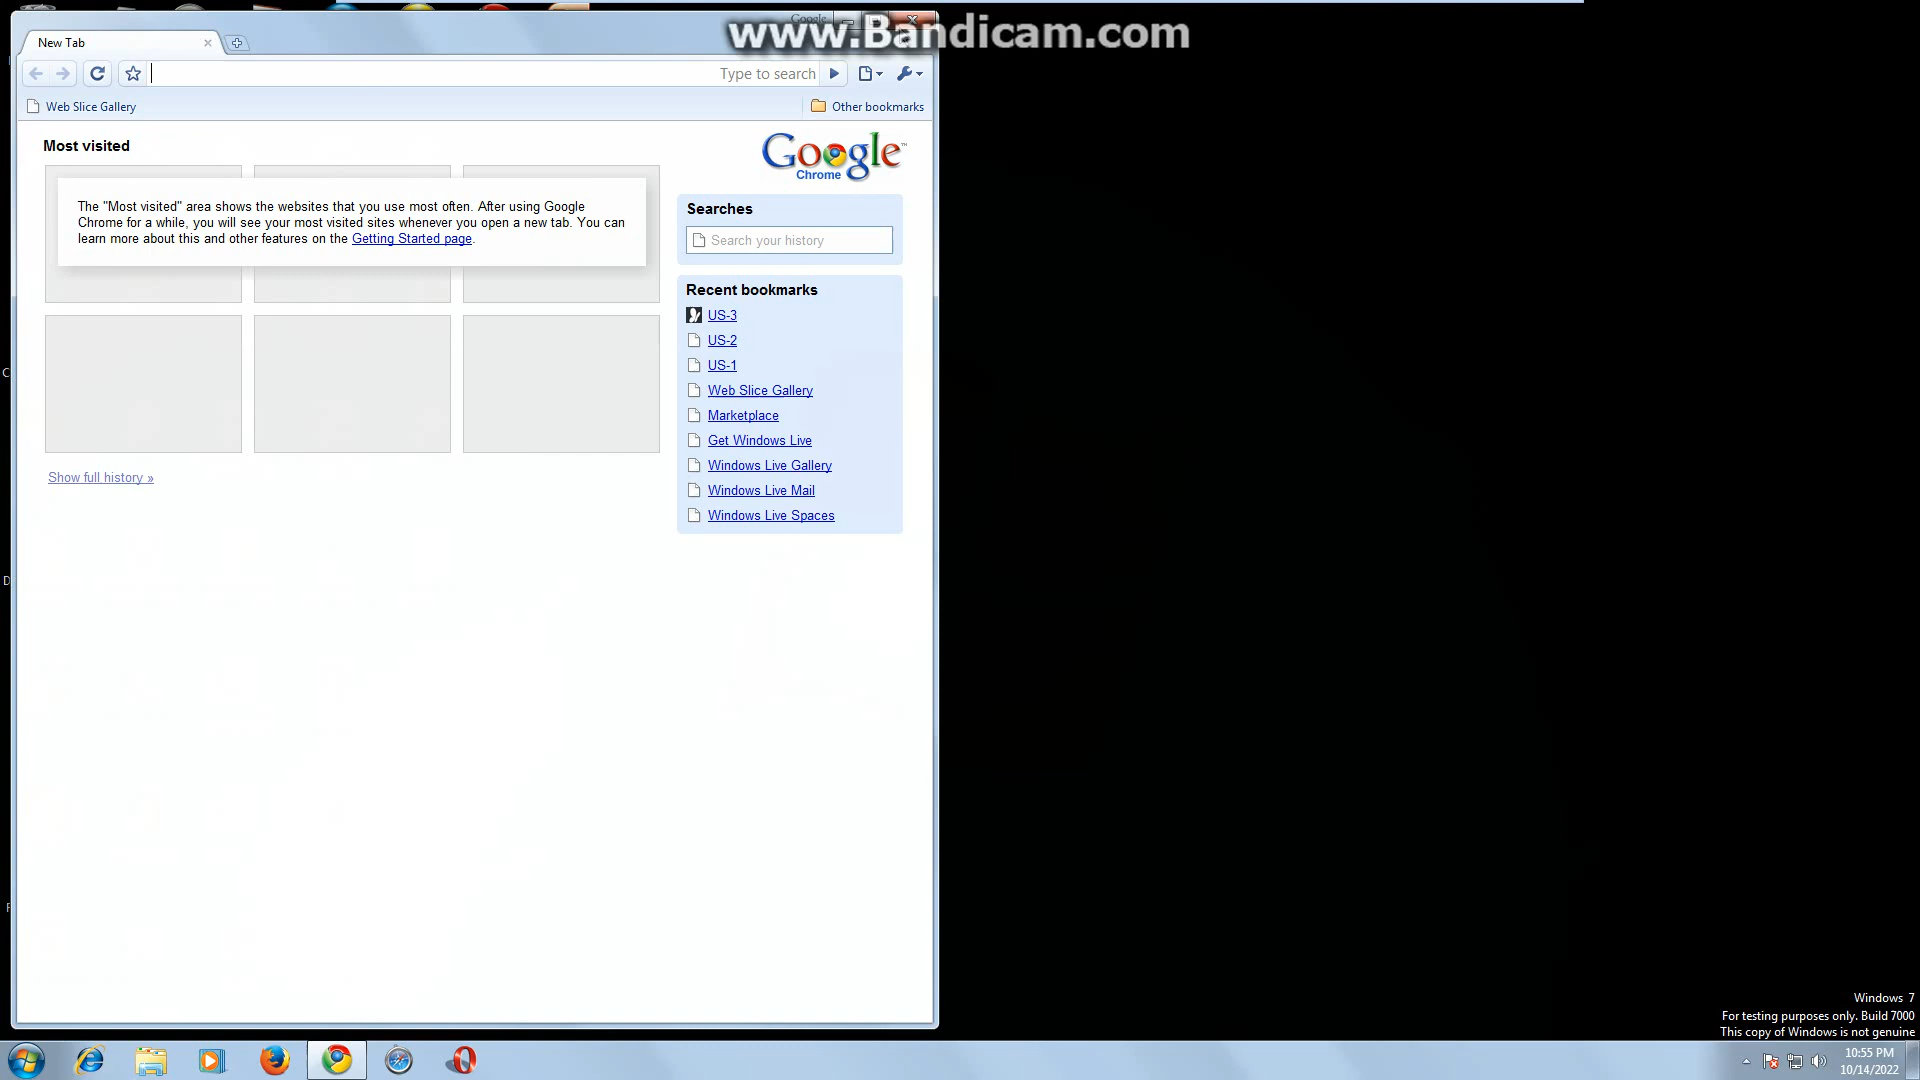 Google
www.Bandicam.com
New Tab
Type to search
Web Slice Gallery
Other bookmarks
Most visited
Google™
Chrome
The "Most visited" area shows the websites that you use most often. After using Google
Chrome for a while, you will see your most visited sites whenever you open a new tab. You can
learn more about this and other features on the Getting Started page.
Searches
Search your history
Recent bookmarks
US-3
US-2
US-1
Web Slice Gallery
Marketplace
Get Windows Live
Windows Live Gallery
Windows Live Mail
Windows Live Spaces
Show full history »
C
D
Windows 7
For testing purposes only. Build 7000
This copy of Windows is not genuine
10:55 PM
10/14/2022